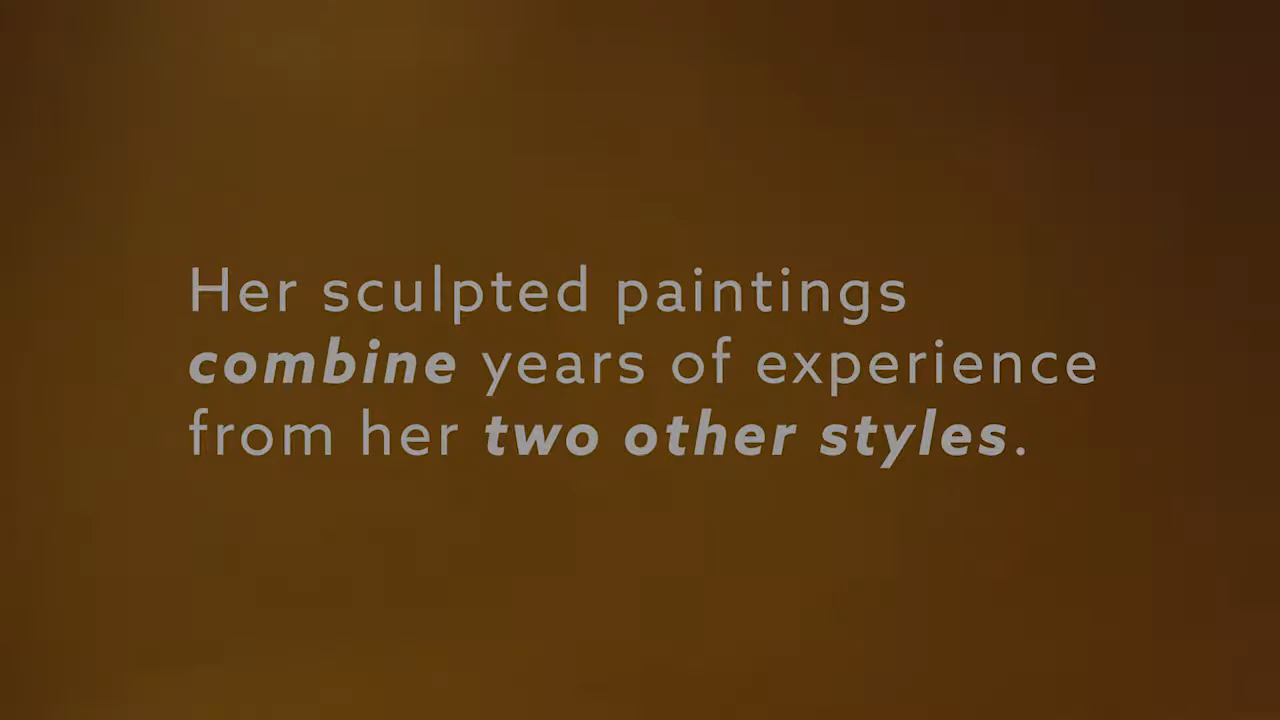 Her sculpted paintings
combine years of experience
from her two other styles.